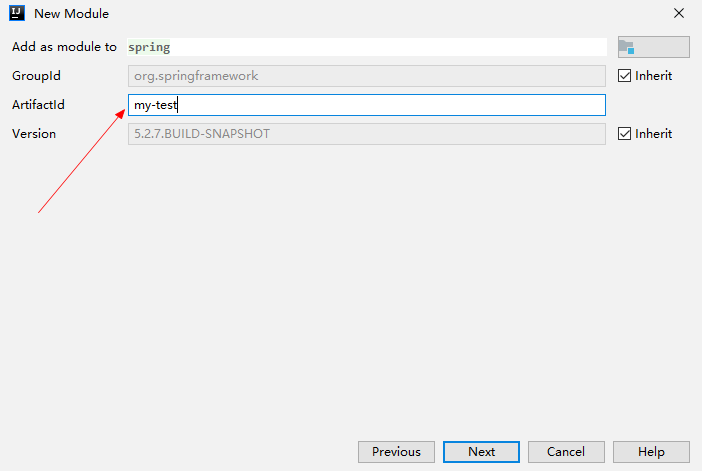 IJ New Module
Add as module to spring
GroupId org.springframework Inherit
ArtifactId my-test
Version 5.2.7.BUILD-SNAPSHOT Inherit
Previous Next Cancel Help